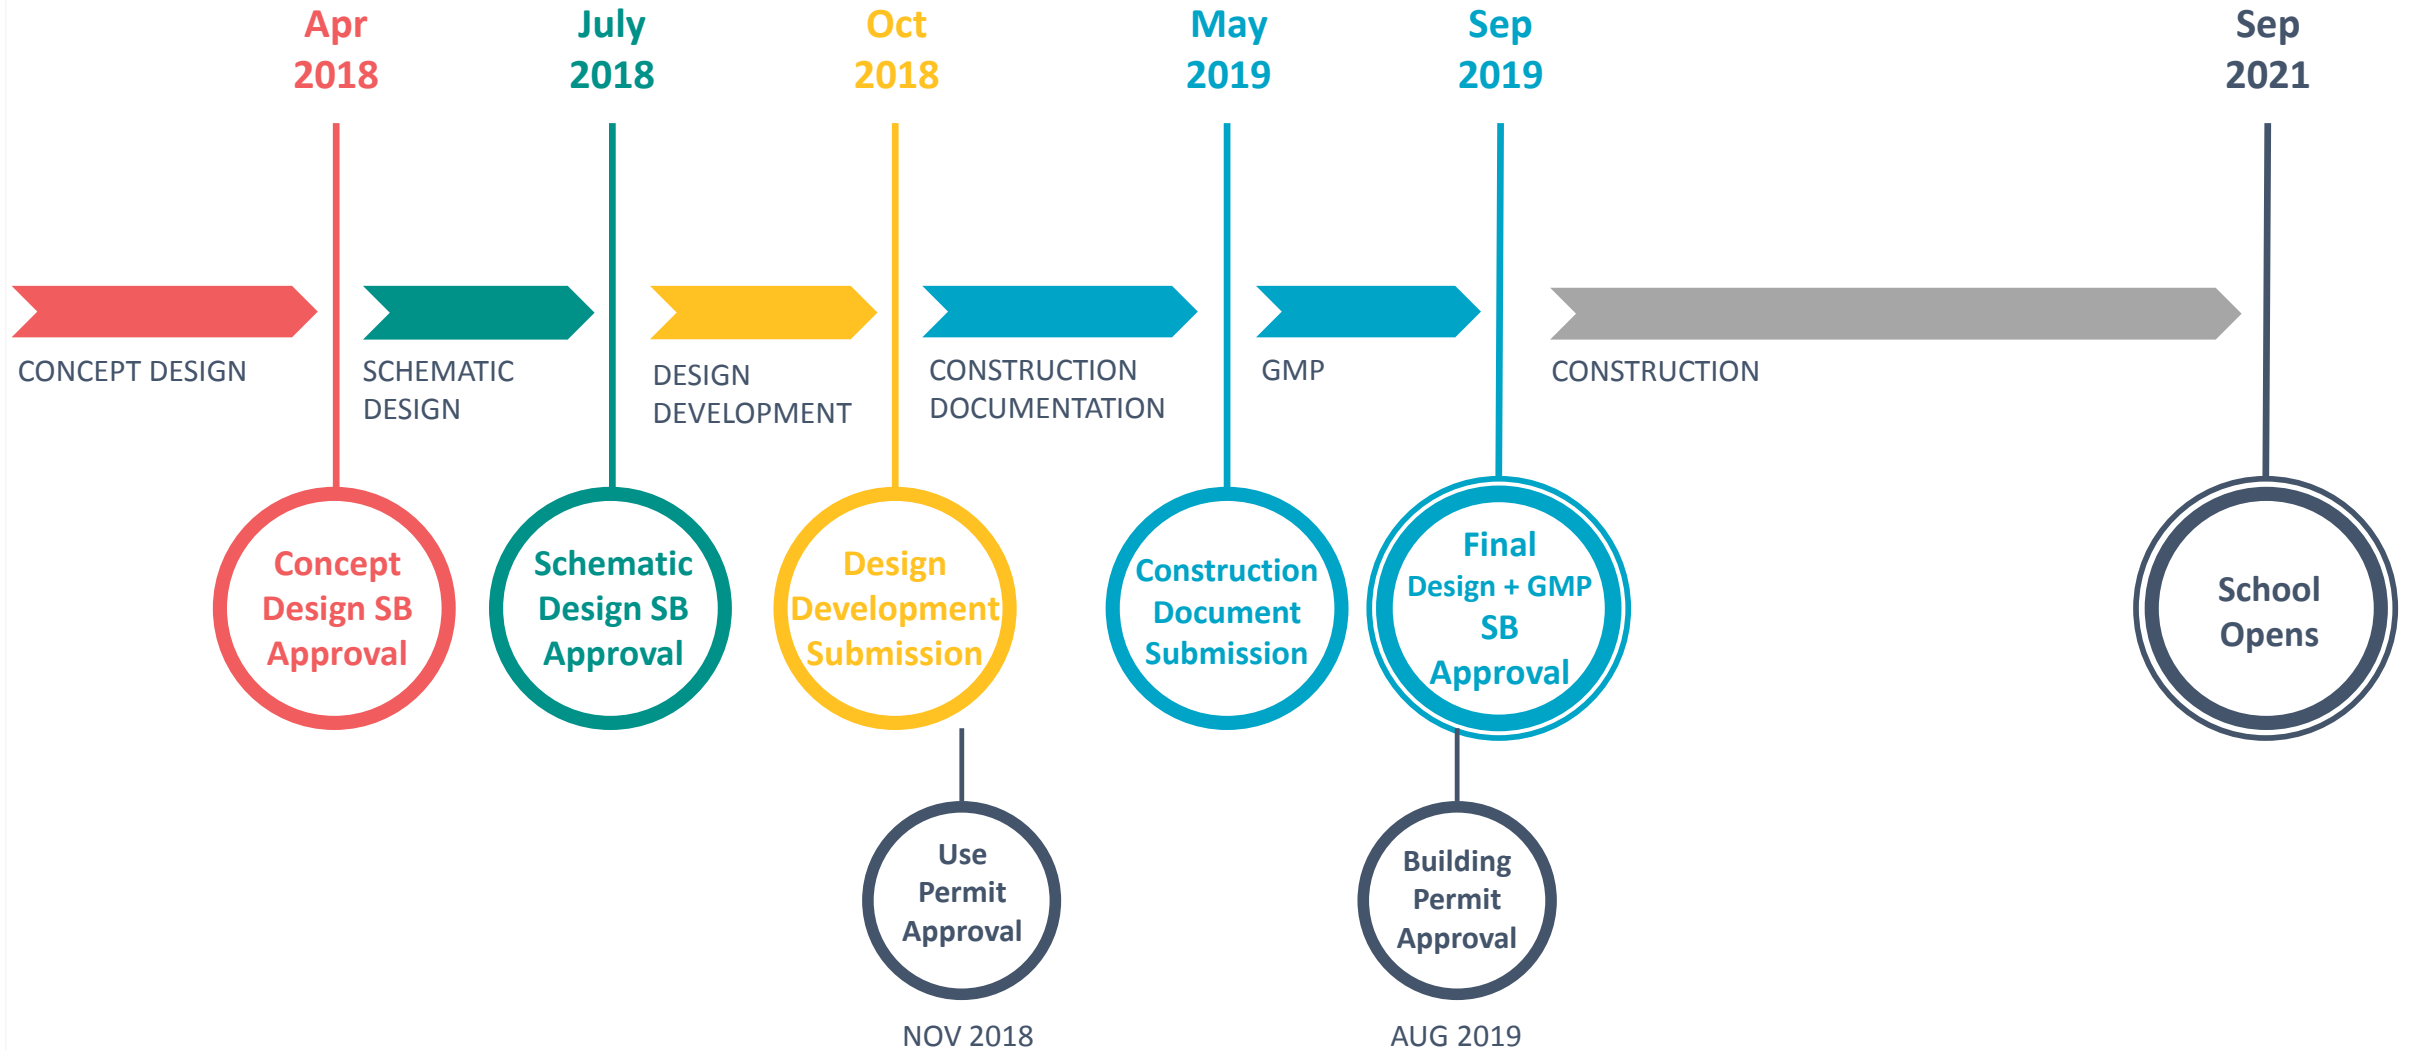 Apr
2018
July
2018
Oct
2018
May
2019
Sep
2019
Sep
2021
CONCEPT DESIGN
SCHEMATIC
DESIGN
DESIGN
DEVELOPMENT
CONSTRUCTION
DOCUMENTATION
GMP
CONSTRUCTION
Concept
Design SB
Approval
Schematic
Design SB
Approval
Design
Development
Submission
Construction
Document
Submission
Final
Design + GMP
SB
Approval
School
Opens
Use
Permit
Approval
NOV 2018
Building
Permit
Approval
AUG 2019